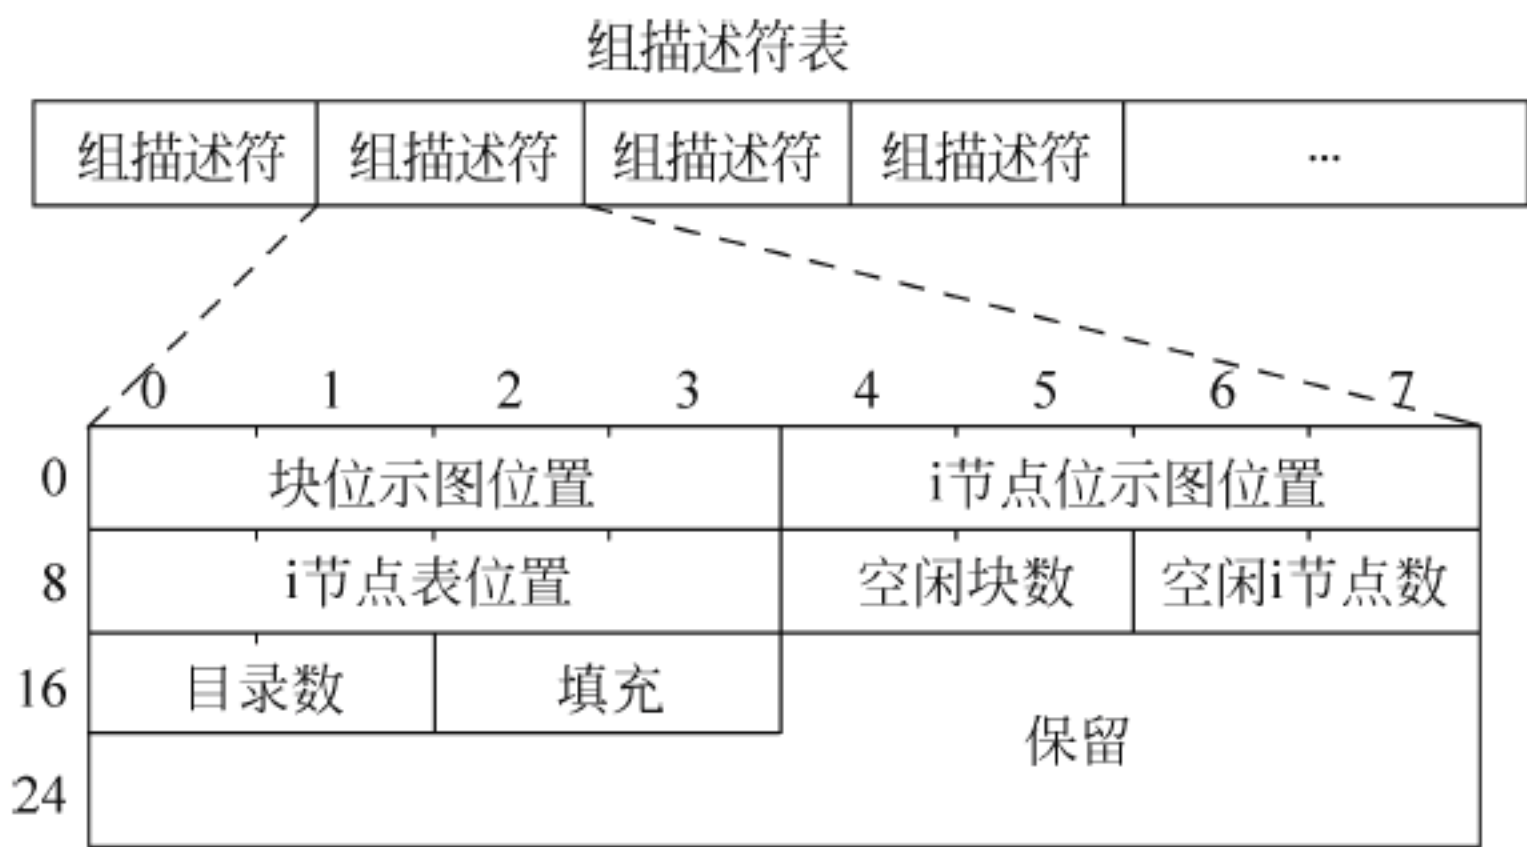 组描述符表
组描述符 组描述符 组描述符 组描述符 ...
0 1 2 3 4 5 6 7
0 块位示图位置 i节点位示图位置
8 i节点表位置 空闲块数 空闲i节点数
16 目录数 填充
保留
24